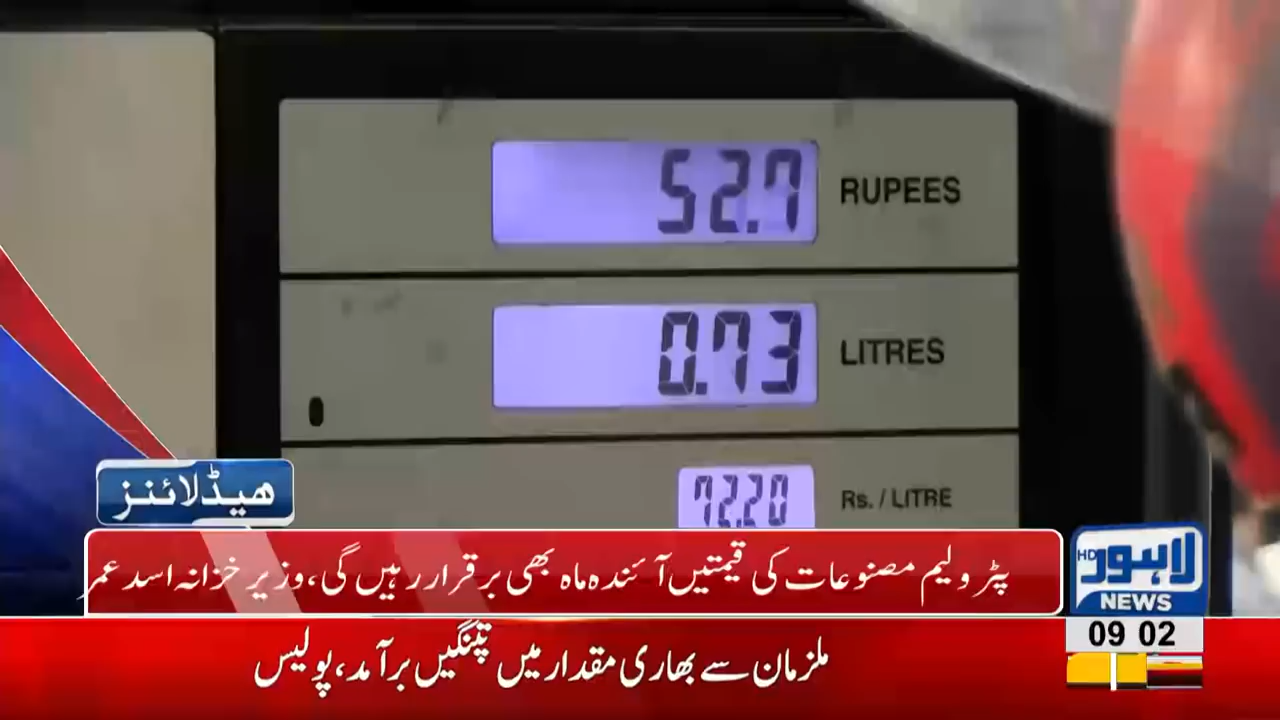 52.7 RUPEES
0.73 LITRES
72.20 Rs. / LITRE
ھیڈلائنز
پٹرولیم مصنوعات کی قیمتیں آئندہ ماہ بھی برقرار رہیں گی، وزیر خزانہ اسد عمر
HD لاہور
NEWS
09 02
ملزمان سے بھاری مقدار میں پتنگیں برآمد، پولیس